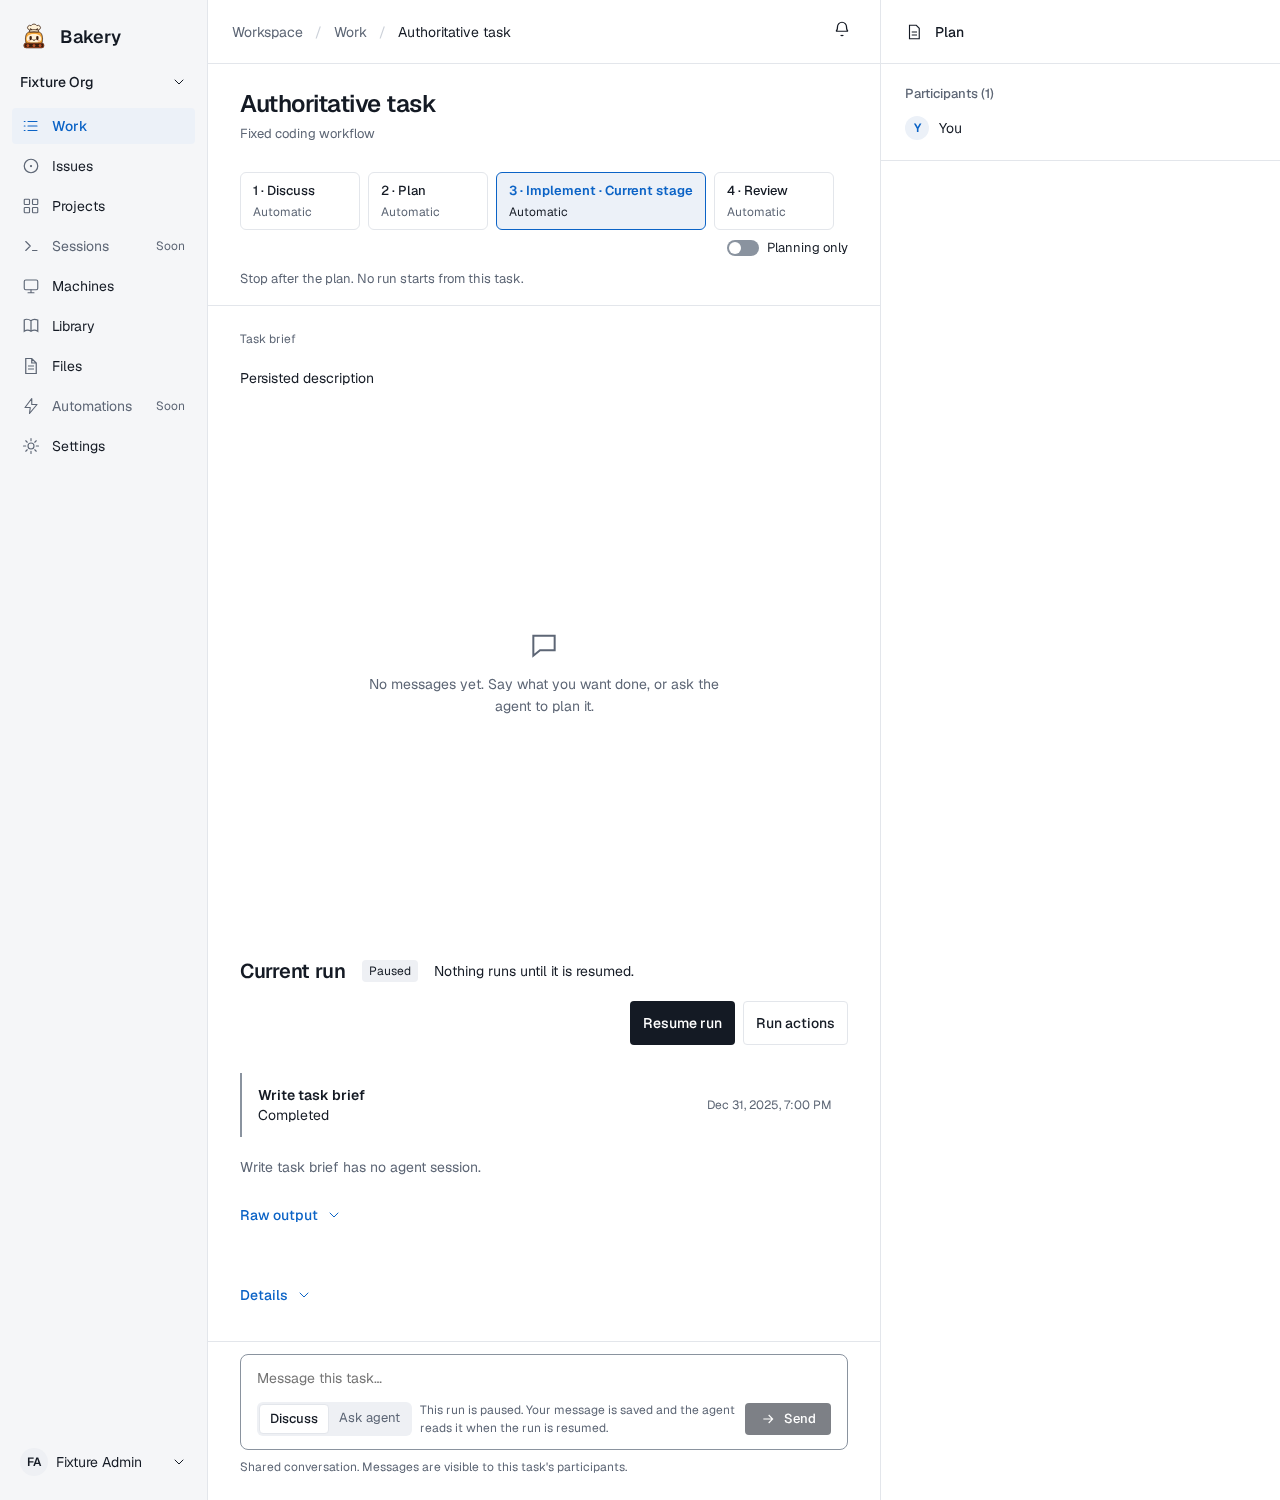 Bakery
Fixture Org
Work
Issues
Projects
Sessions Soon
Machines
Library
Files
Automations Soon
Settings
FA Fixture Admin
Workspace / Work / Authoritative task
Authoritative task
Fixed coding workflow
1 · Discuss
Automatic
2 · Plan
Automatic
3 · Implement · Current stage
Automatic
4 · Review
Automatic
Planning only
Stop after the plan. No run starts from this task.
Task brief
Persisted description
No messages yet. Say what you want done, or ask the
agent to plan it.
Current run Paused Nothing runs until it is resumed.
Resume run Run actions
Write task brief
Completed
Dec 31, 2025, 7:00 PM
Write task brief has no agent session.
Raw output
Details
Message this task...
Discuss Ask agent
This run is paused. Your message is saved and the agent
reads it when the run is resumed.
Send
Shared conversation. Messages are visible to this task's participants.
Plan
Participants (1)
Y You